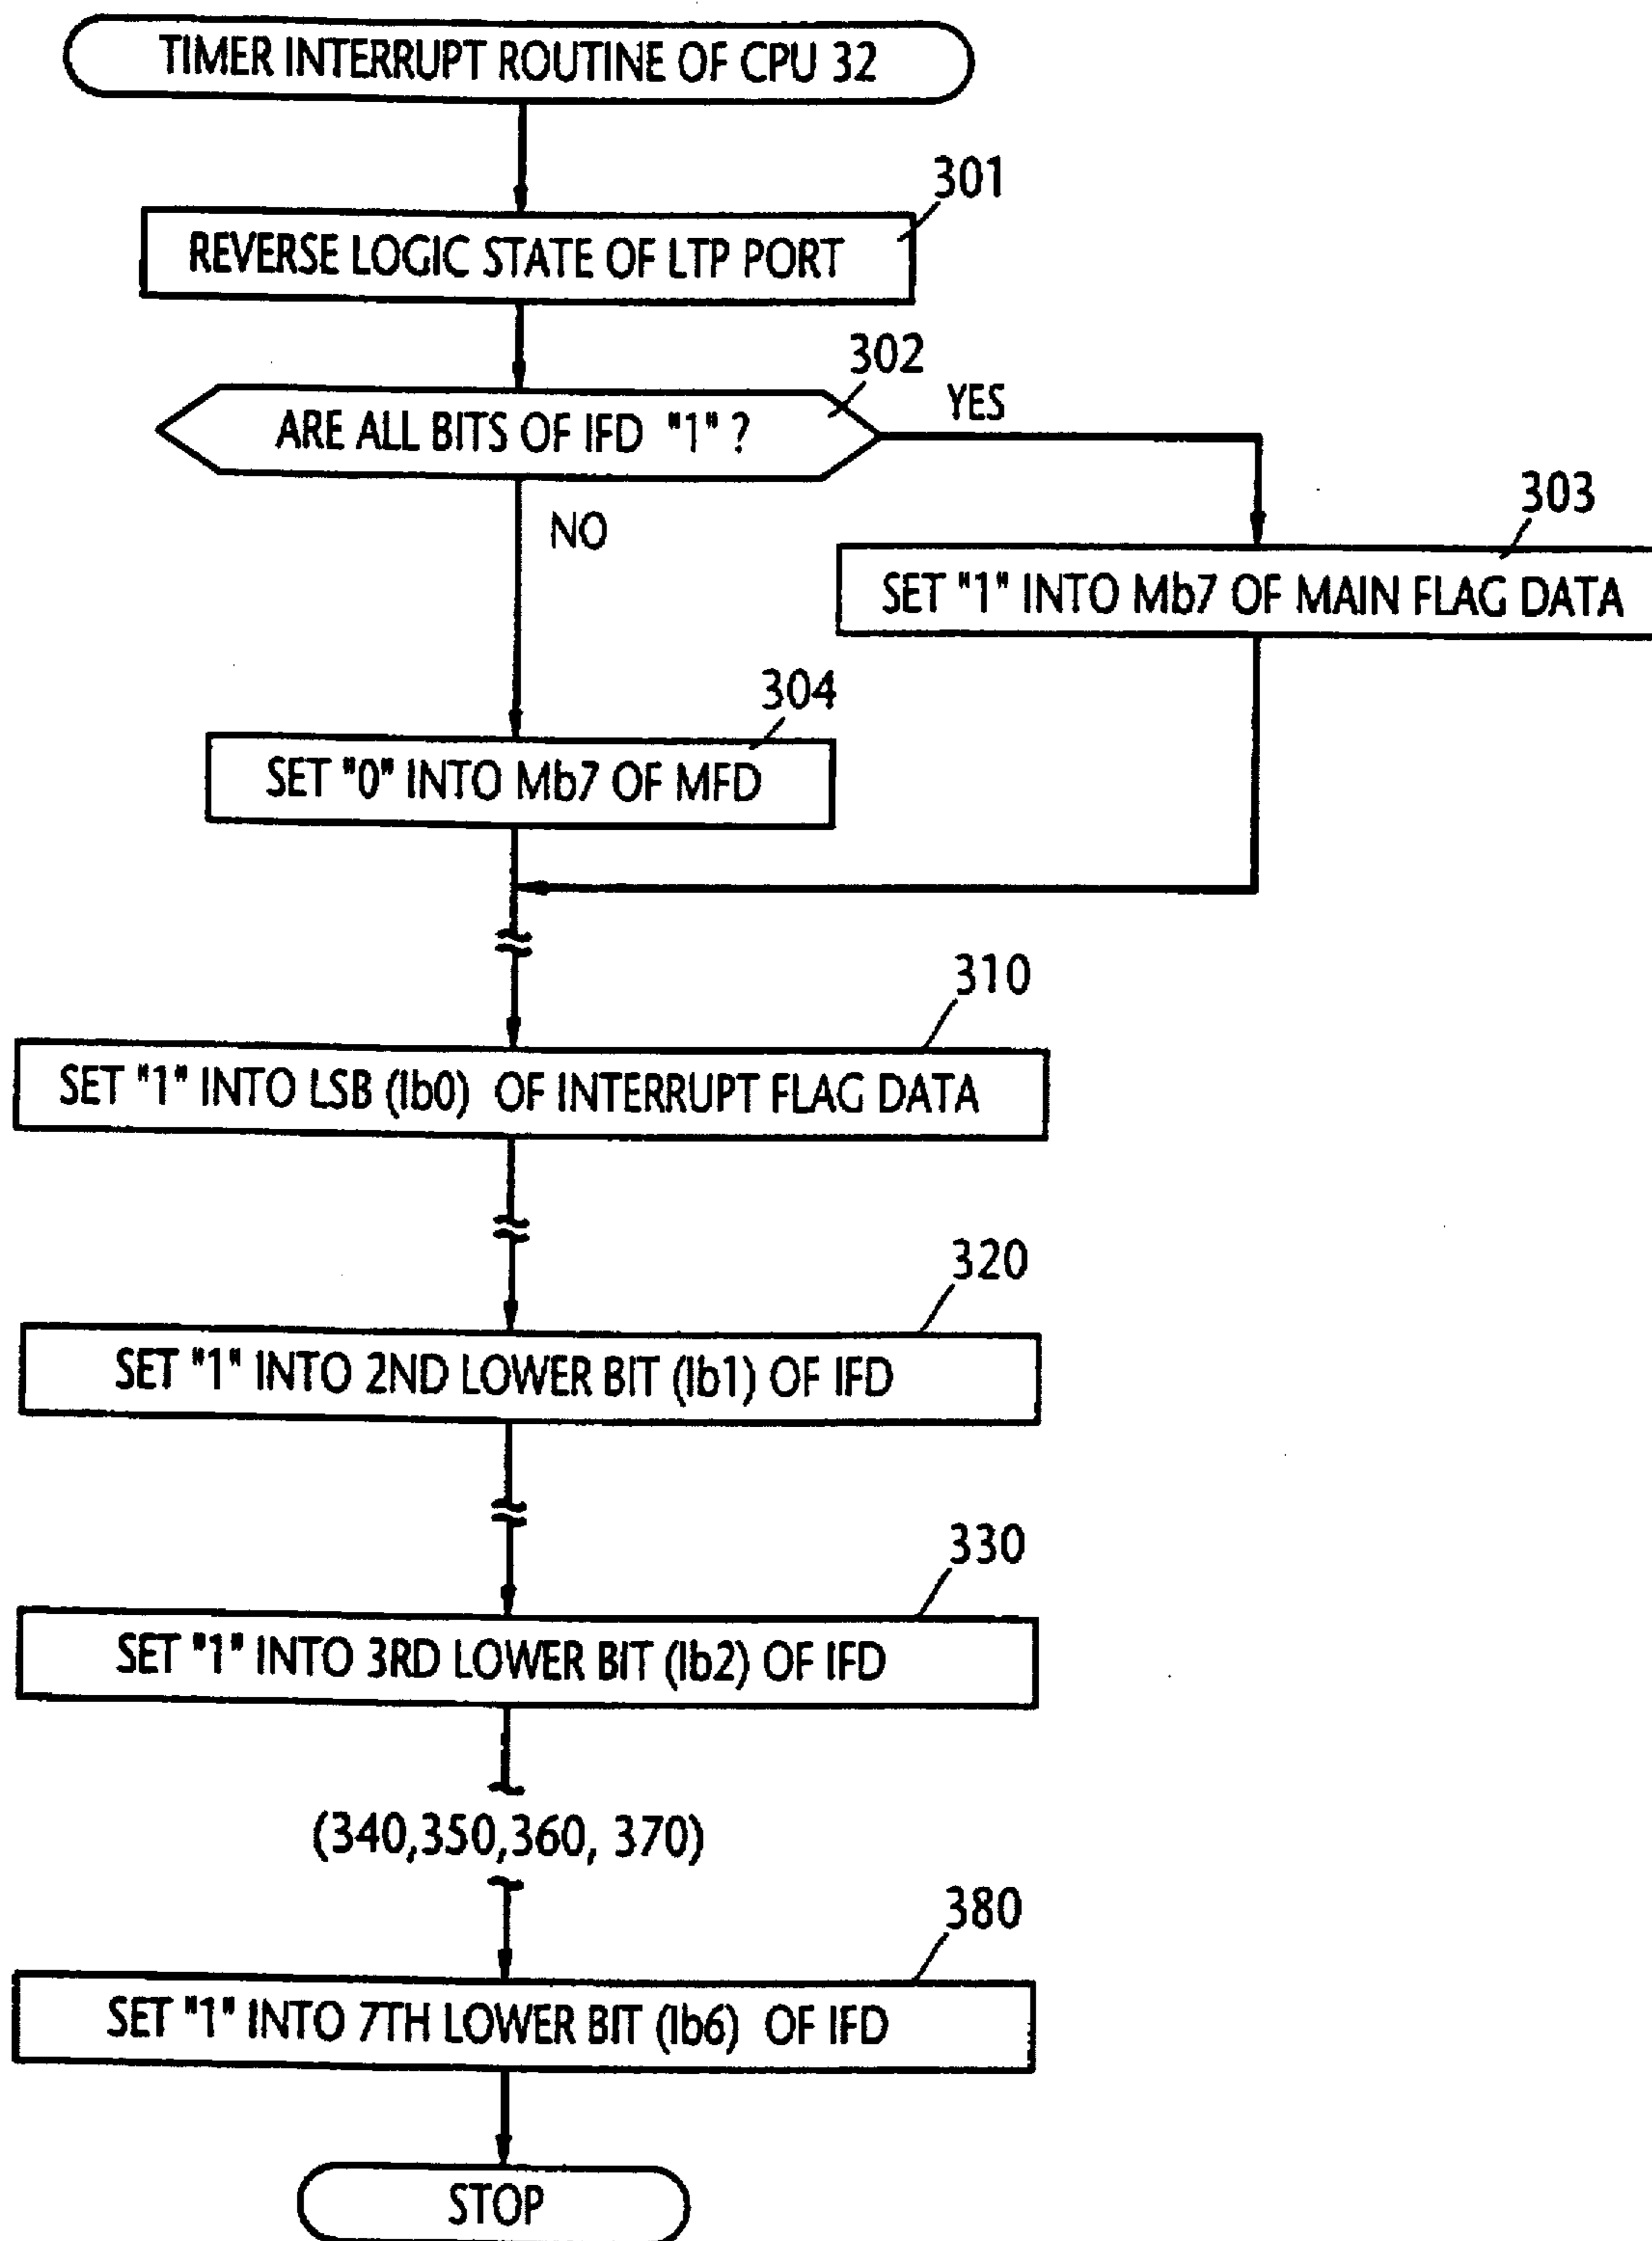 TIMER INTERRUPT ROUTINE OF CPU 32
301
REVERSE LOGIC STATE OF LTP PORT
302
ARE ALL BITS OF IFD "1" ?
YES
NO
303
SET "1" INTO Mb7 OF MAIN FLAG DATA
304
SET "0" INTO Mb7 OF MFD
310
SET "1" INTO LSB (Ib0) OF INTERRUPT FLAG DATA
320
SET "1" INTO 2ND LOWER BIT (Ib1) OF IFD
330
SET "1" INTO 3RD LOWER BIT (Ib2) OF IFD
(340,350,360, 370)
380
SET "1" INTO 7TH LOWER BIT (Ib6) OF IFD
STOP